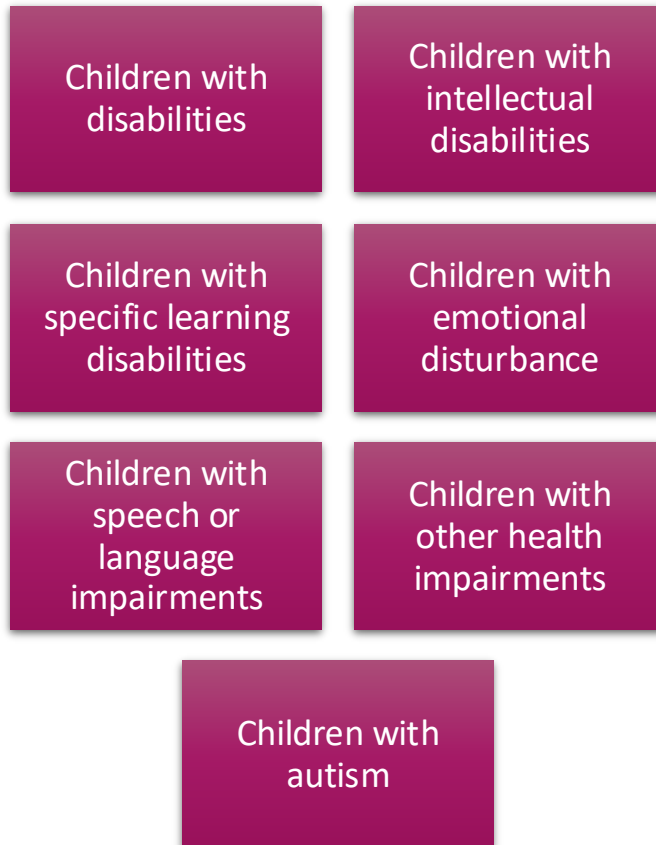 Children with
disabilities
Children with
intellectual
disabilities
Children with
specific learning
disabilities
Children with
emotional
disturbance
Children with
speech or
language
impairments
Children with
other health
impairments
Children with
autism